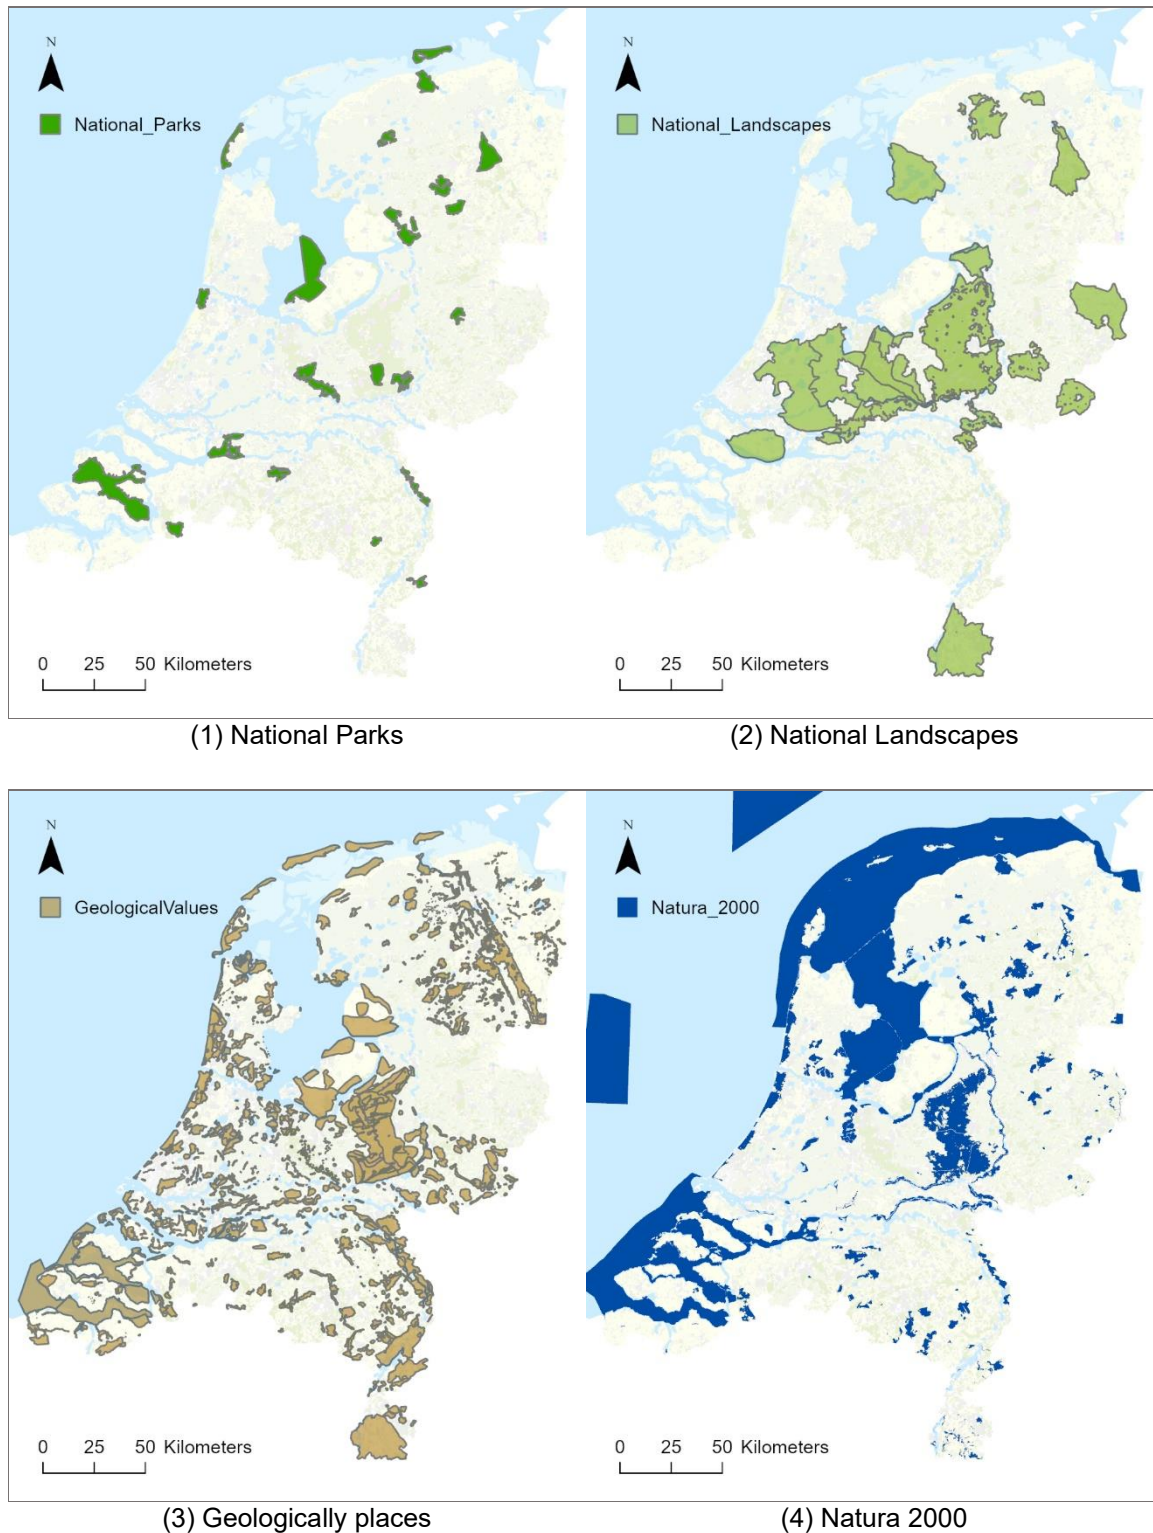 N
National_Parks
0 25 50 Kilometers
(1) National Parks
N
National_Landscapes
0 25 50 Kilometers
(2) National Landscapes
N
GeologicalValues
0 25 50 Kilometers
(3) Geologically places
N
Natura_2000
0 25 50 Kilometers
(4) Natura 2000